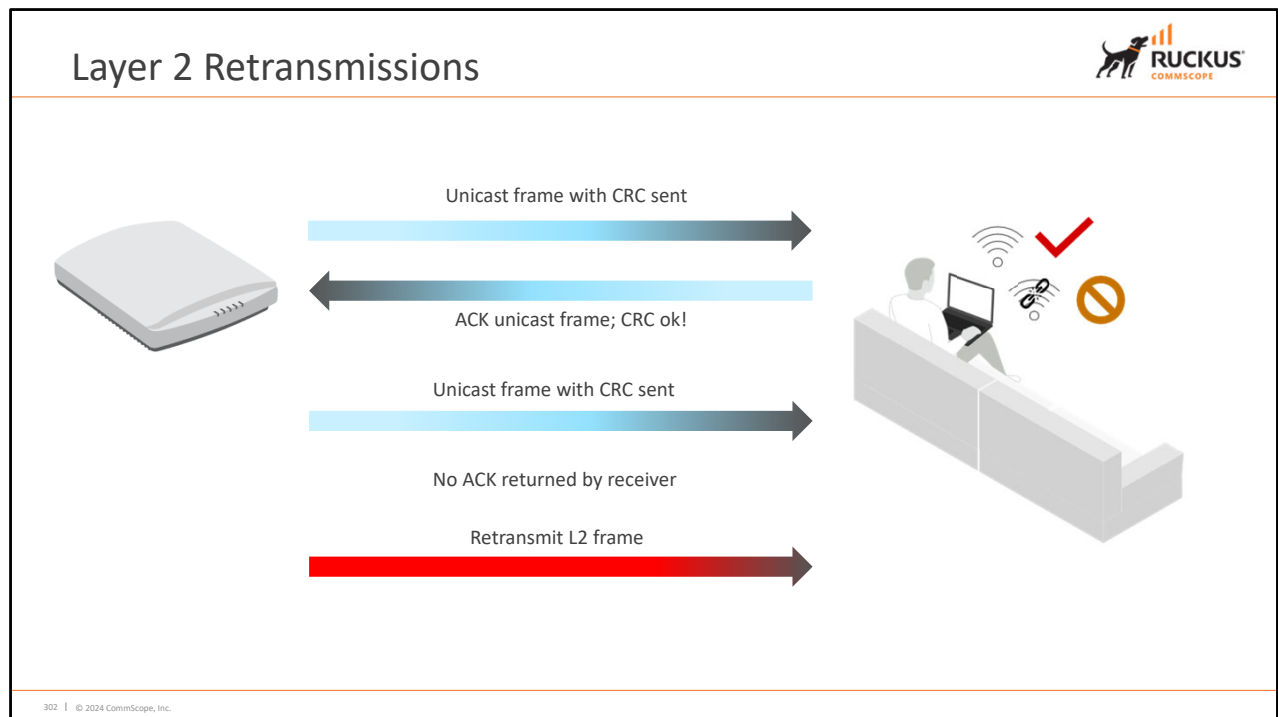 Layer 2 Retransmissions
RUCKUS
COMMSCOPE
Unicast frame with CRC sent
ACK unicast frame; CRC ok!
Unicast frame with CRC sent
No ACK returned by receiver
Retransmit L2 frame
302 | © 2024 CommScope, Inc.